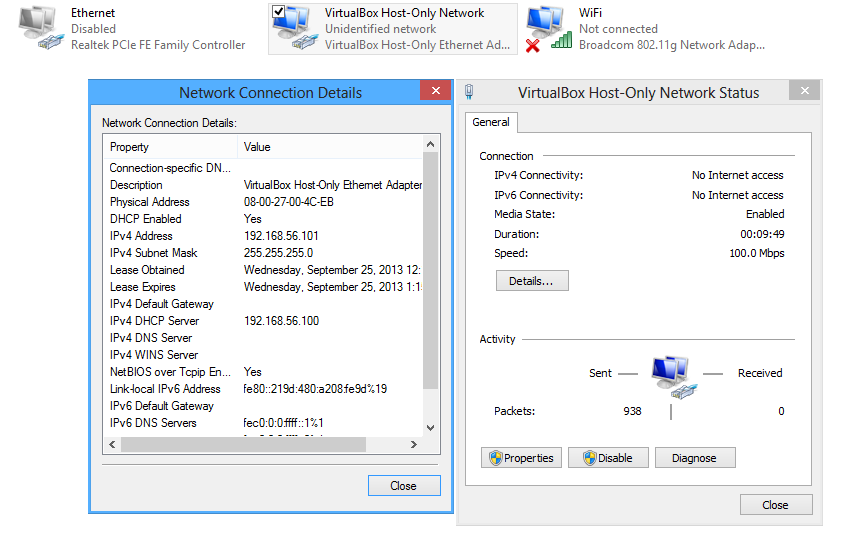 Ethernet
Disabled
Realtek PCIe FE Family Controller
VirtualBox Host-Only Network
Unidentified network
VirtualBox Host-Only Ethernet Ad...
WiFi
Not connected
Broadcom 802.11g Network Adap...
Network Connection Details
Network Connection Details:
Property Value
Connection-specific DN...
Description VirtualBox Host-Only Ethernet Adapter
Physical Address 08-00-27-00-4C-EB
DHCP Enabled Yes
IPv4 Address 192.168.56.101
IPv4 Subnet Mask 255.255.255.0
Lease Obtained Wednesday, September 25, 2013 12:
Lease Expires Wednesday, September 25, 2013 1:1
IPv4 Default Gateway
IPv4 DHCP Server 192.168.56.100
IPv4 DNS Server
IPv4 WINS Server
NetBIOS over Tcpip En... Yes
Link-local IPv6 Address fe80::219d:480:a208:fe9d%19
IPv6 Default Gateway
IPv6 DNS Servers fec0:0:0:ffff::1%1
Close
VirtualBox Host-Only Network Status
General
Connection
IPv4 Connectivity: No Internet access
IPv6 Connectivity: No Internet access
Media State: Enabled
Duration: 00:09:49
Speed: 100.0 Mbps
Details...
Activity
Sent Received
Packets: 938 0
Properties Disable Diagnose
Close